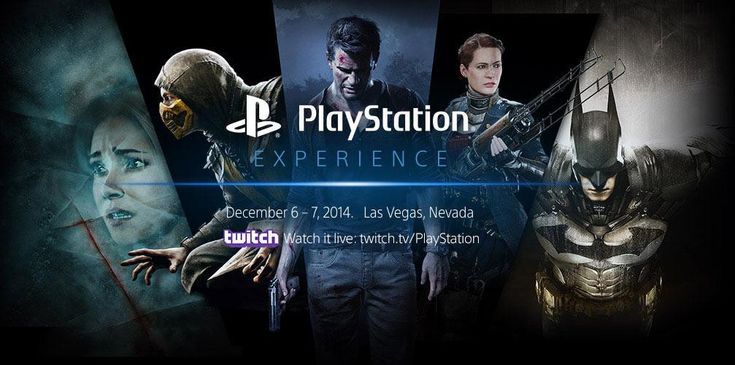 PlayStation
EXPERIENCE
December 6 – 7, 2014. Las Vegas, Nevada
twitch Watch it live: twitch.tv/PlayStation